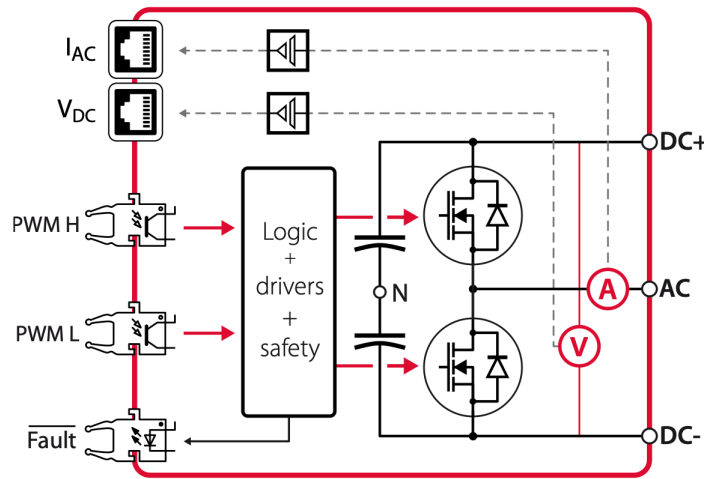 IAC
VDC
DC+
PWM H
Logic
+
drivers
+
safety
N
A
AC
PWM L
V
Fault
DC-